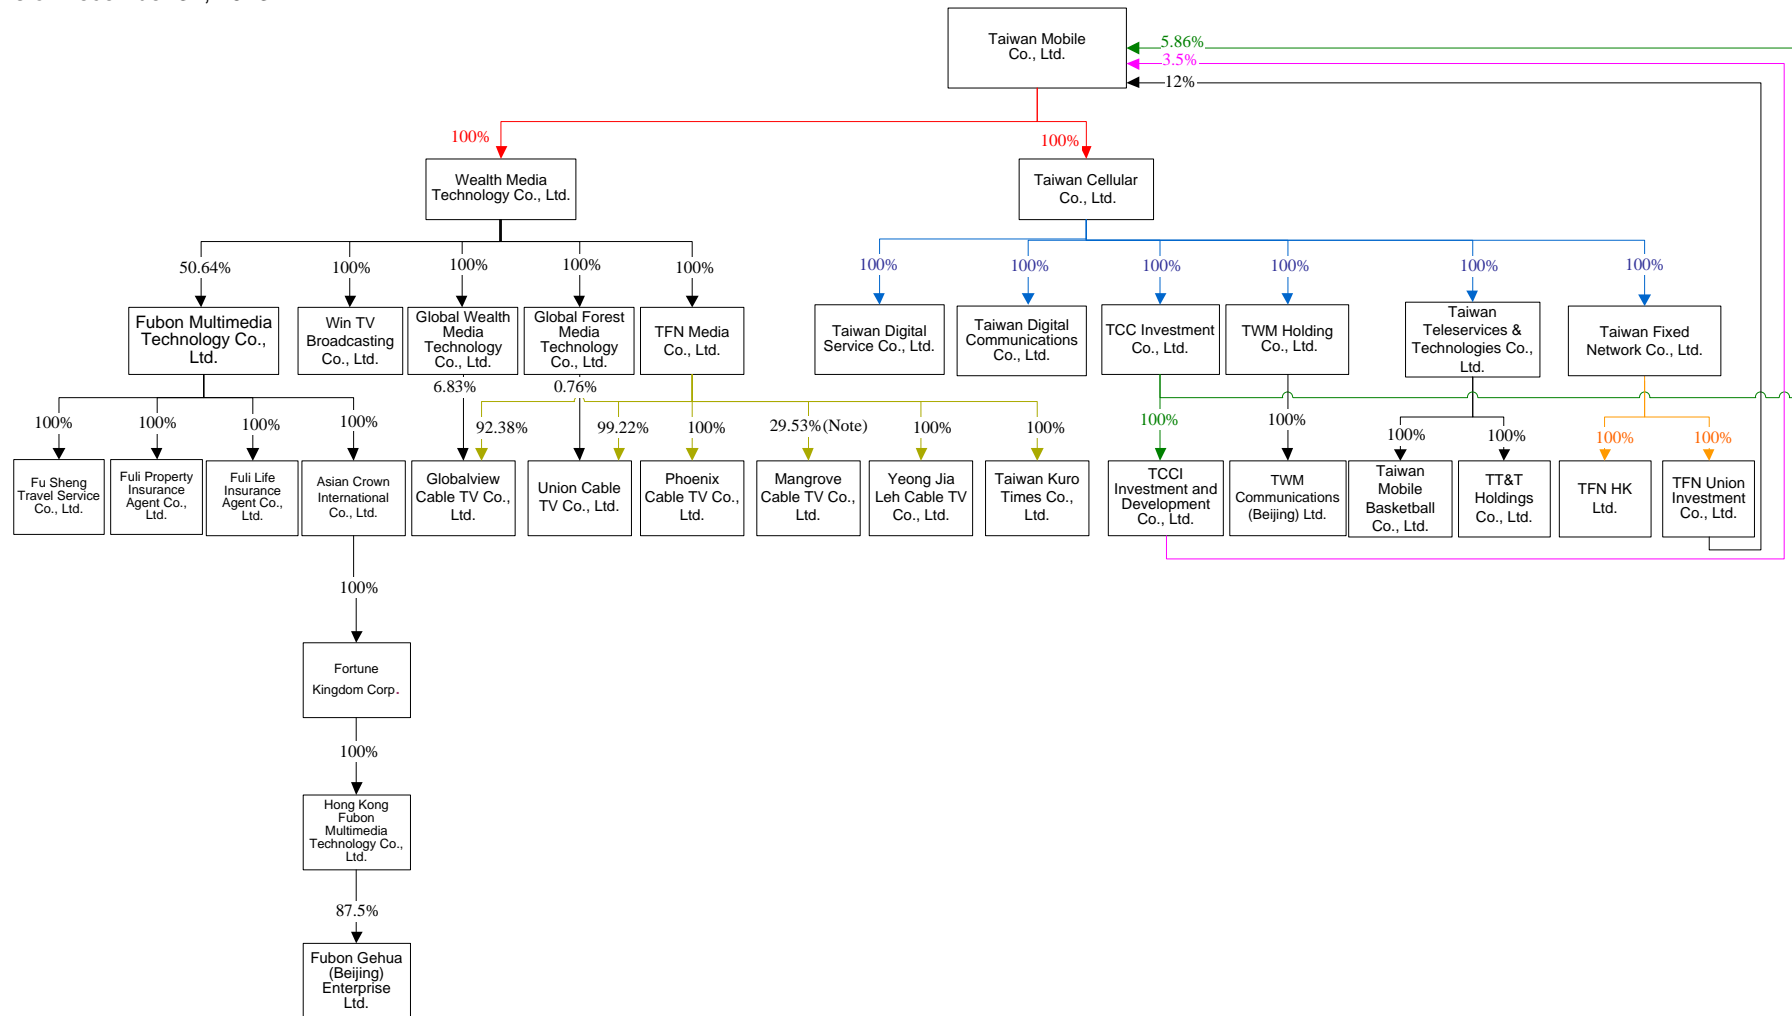 Taiwan Mobile
Co., Ltd.
5.86%
3.5%
12%
100%
100%
Wealth Media
Technology Co., Ltd.
Taiwan Cellular
Co., Ltd.
50.64%
100%
100%
100%
100%
100%
100%
100%
100%
100%
100%
Fubon Multimedia
Technology Co.,
Ltd.
Win TV
Broadcasting
Co., Ltd.
Global Wealth
Media
Technology
Co., Ltd.
Global Forest
Media
Technology
Co., Ltd.
TFN Media
Co., Ltd.
Taiwan Digital
Service Co., Ltd.
Taiwan Digital
Communications
Co., Ltd.
TCC Investment
Co., Ltd.
TWM Holding
Co., Ltd.
Taiwan
Teleservices &
Technologies Co.,
Ltd.
Taiwan Fixed
Network Co., Ltd.
6.83%
0.76%
100%
100%
100%
100%
92.38%
99.22%
100%
29.53%(Note)
100%
100%
100%
100%
100%
100%
100%
100%
Fu Sheng
Travel Service
Co., Ltd.
Fuli Property
Insurance
Agent Co.,
Ltd.
Fuli Life
Insurance
Agent Co.,
Ltd.
Asian Crown
International
Co., Ltd.
Globalview
Cable TV Co.,
Ltd.
Union Cable
TV Co., Ltd.
Phoenix
Cable TV Co.,
Ltd.
Mangrove
Cable TV Co.,
Ltd.
Yeong Jia
Leh Cable TV
Co., Ltd.
Taiwan Kuro
Times Co.,
Ltd.
TCCI
Investment and
Development
Co., Ltd.
TWM
Communications
(Beijing) Ltd.
Taiwan
Mobile
Basketball
Co., Ltd.
TT&T
Holdings
Co., Ltd.
TFN HK
Ltd.
TFN Union
Investment
Co., Ltd.
100%
Fortune
Kingdom Corp.
100%
Hong Kong
Fubon
Multimedia
Technology Co.,
Ltd.
87.5%
Fubon Gehua
(Beijing)
Enterprise
Ltd.